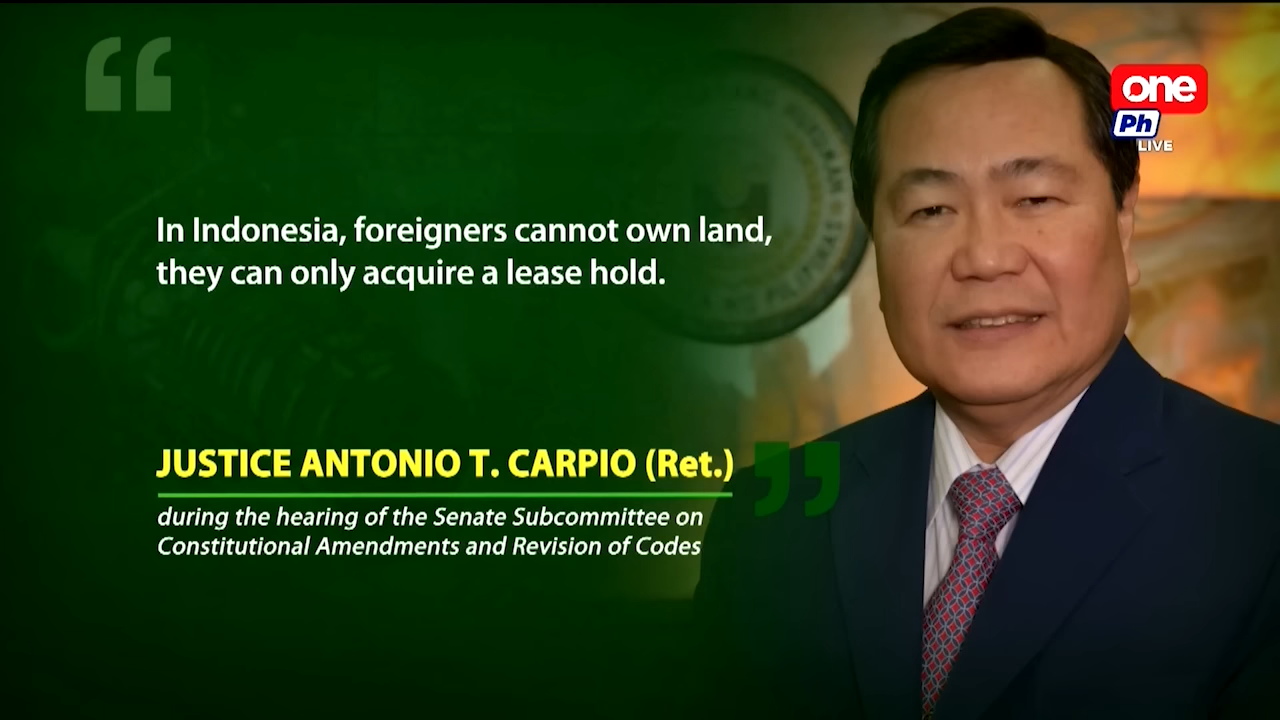 one
Ph
LIVE
In Indonesia, foreigners cannot own land,
they can only acquire a lease hold.
JUSTICE ANTONIO T. CARPIO (Ret.)
during the hearing of the Senate Subcommittee on
Constitutional Amendments and Revision of Codes